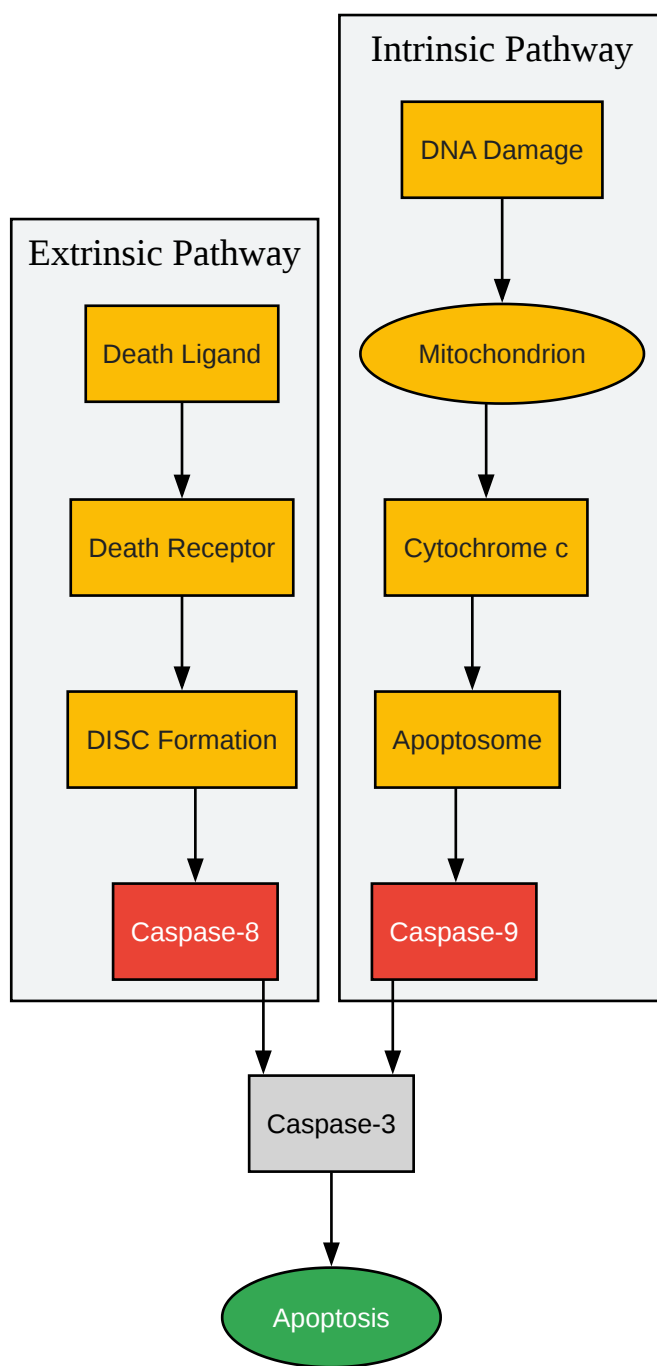 Intrinsic Pathway
DNA Damage
Mitochondrion
Cytochrome c
Apoptosome
Caspase-9
Extrinsic Pathway
Death Ligand
Death Receptor
DISC Formation
Caspase-8
Caspase-3
Apoptosis